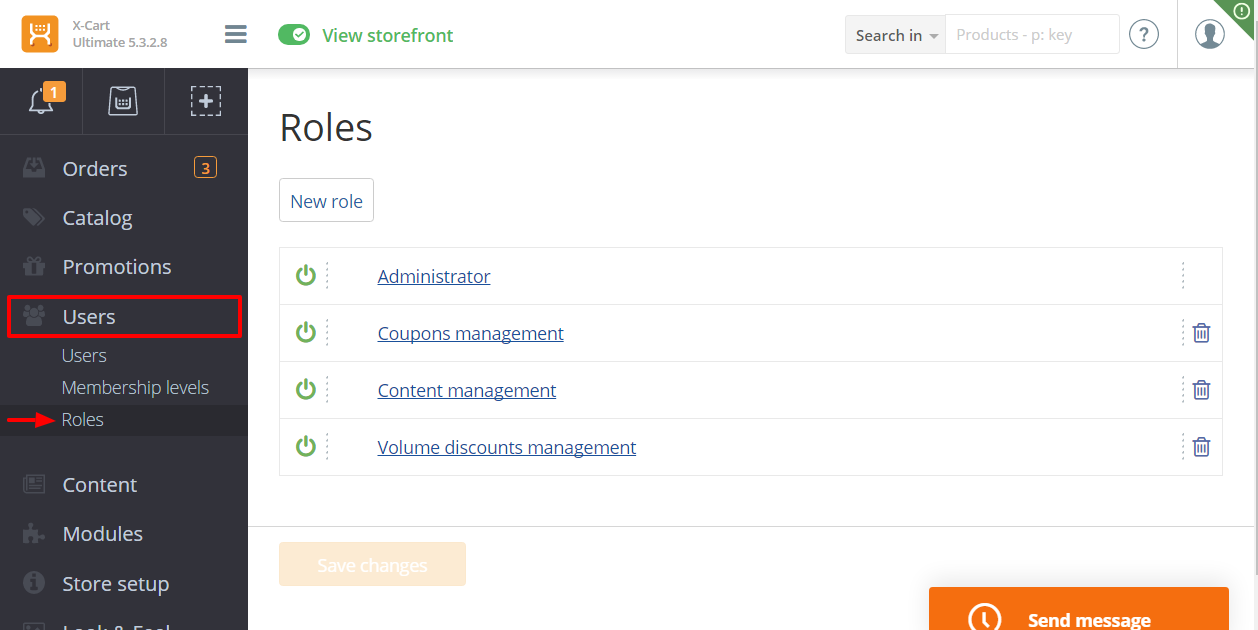 X-Cart
Ultimate 5.3.2.8
View storefront
Search in
Products - p: key
?
1
Orders
3
Catalog
Promotions
Users
Users
Membership levels
Roles
Content
Modules
Store setup
Look & Feel
Roles
New role
Administrator
Coupons management
Content management
Volume discounts management
Save changes
Send message